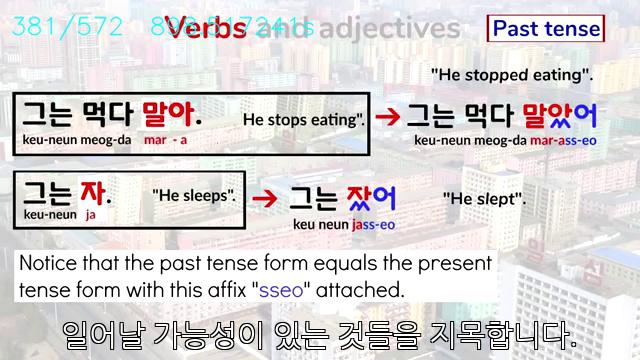 381/572 899.517241s
Verbs and adjectives
Past tense
"He stopped eating".
그는 먹다 말아. He stops eating". → 그는 먹다 말았어
keu-neun meog-da mar - a
keu-neun meog-da mar-ass-eo
그는 자. "He sleeps". → 그는 잤어 "He slept".
keu-neun ja
keu neun jass-eo
Notice that the past tense form equals the present
tense form with this affix "sseo" attached.
일어날 가능성이 있는 것들을 지목합니다.